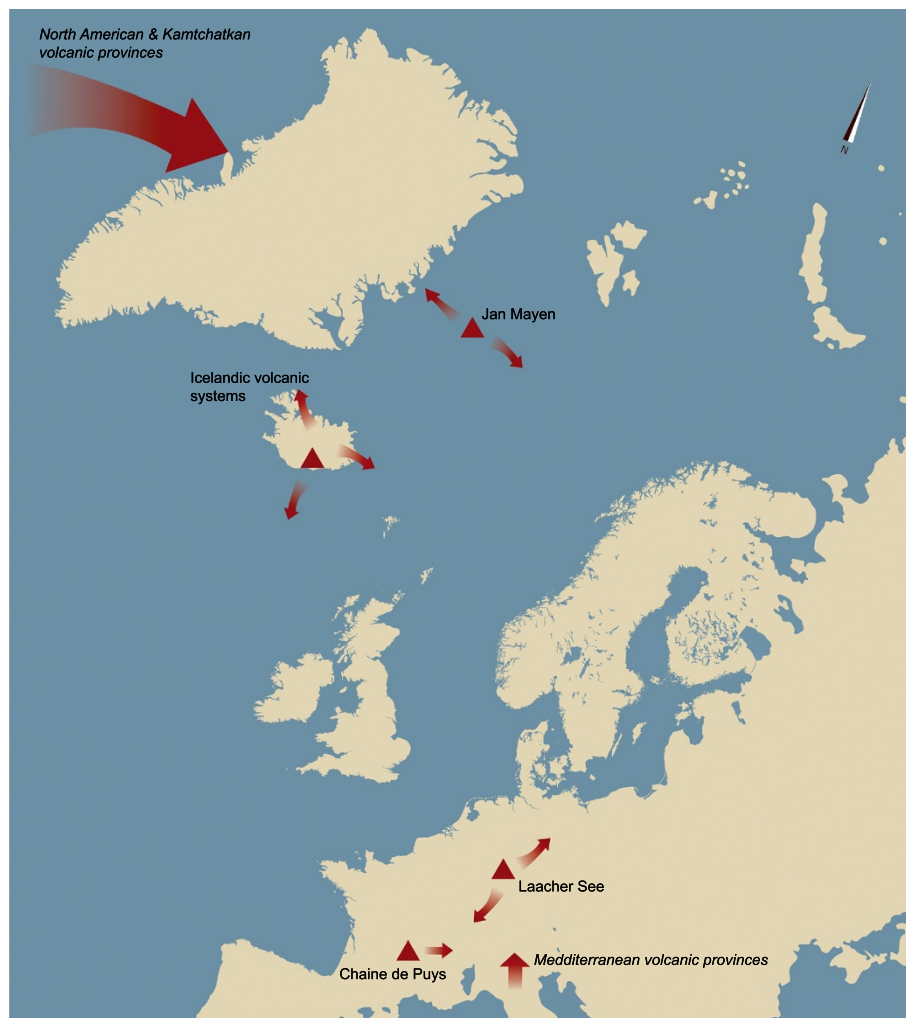 North American & Kamtchatkan
volcanic provinces
N
Jan Mayen
Icelandic volcanic
systems
Laacher See
Medditerranean volcanic provinces
Chaine de Puys